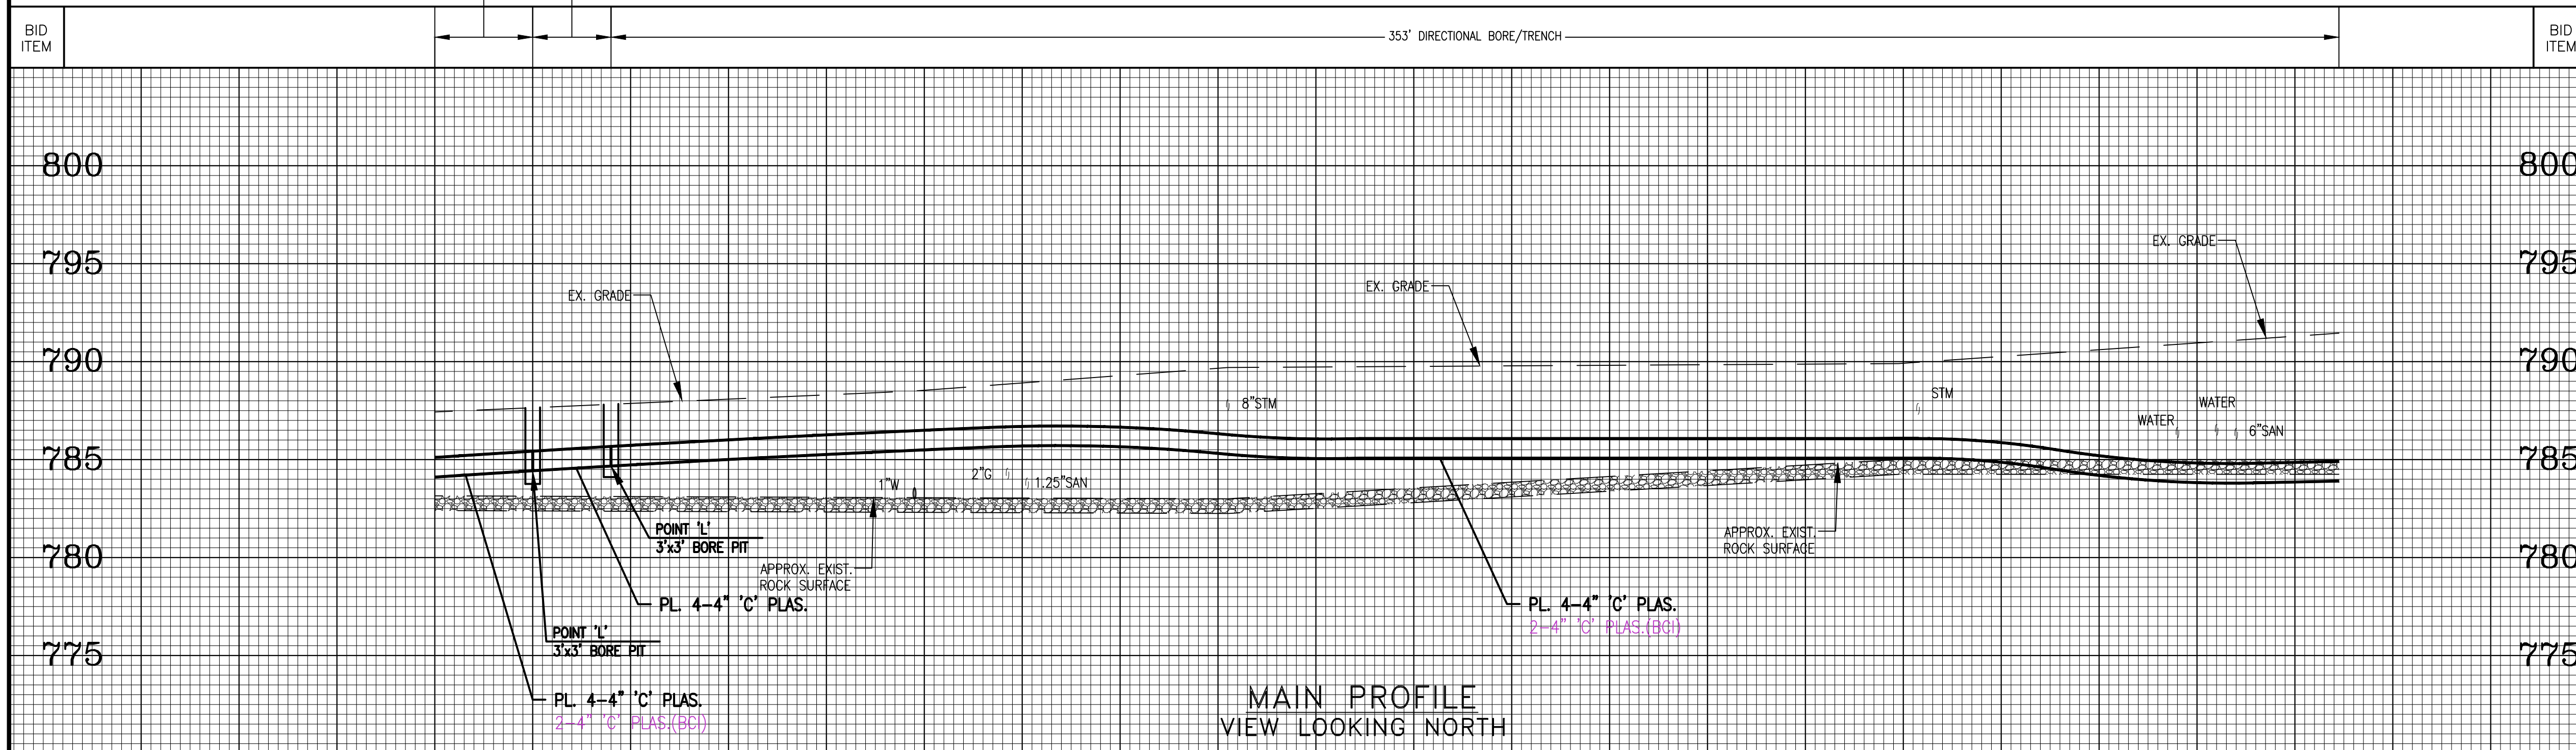 BID
ITEM
353' DIRECTIONAL BORE/TRENCH
BID
ITEM
800
800
795
EX. GRADE
795
EX. GRADE
EX. GRADE
790
790
8"STM
STM
WATER
WATER
6"SAN
785
785
1"W
2"G
1.25"SAN
POINT 'L'
3'x3' BORE PIT
APPROX. EXIST.
ROCK SURFACE
780
780
APPROX. EXIST.
ROCK SURFACE
PL. 4-4" 'C' PLAS.
PL. 4-4" 'C' PLAS.
2-4" 'C' PLAS.(BCI)
POINT 'L'
3'x3' BORE PIT
775
775
PL. 4-4" 'C' PLAS.
2-4" 'C' PLAS.(BCI)
MAIN PROFILE
VIEW LOOKING NORTH